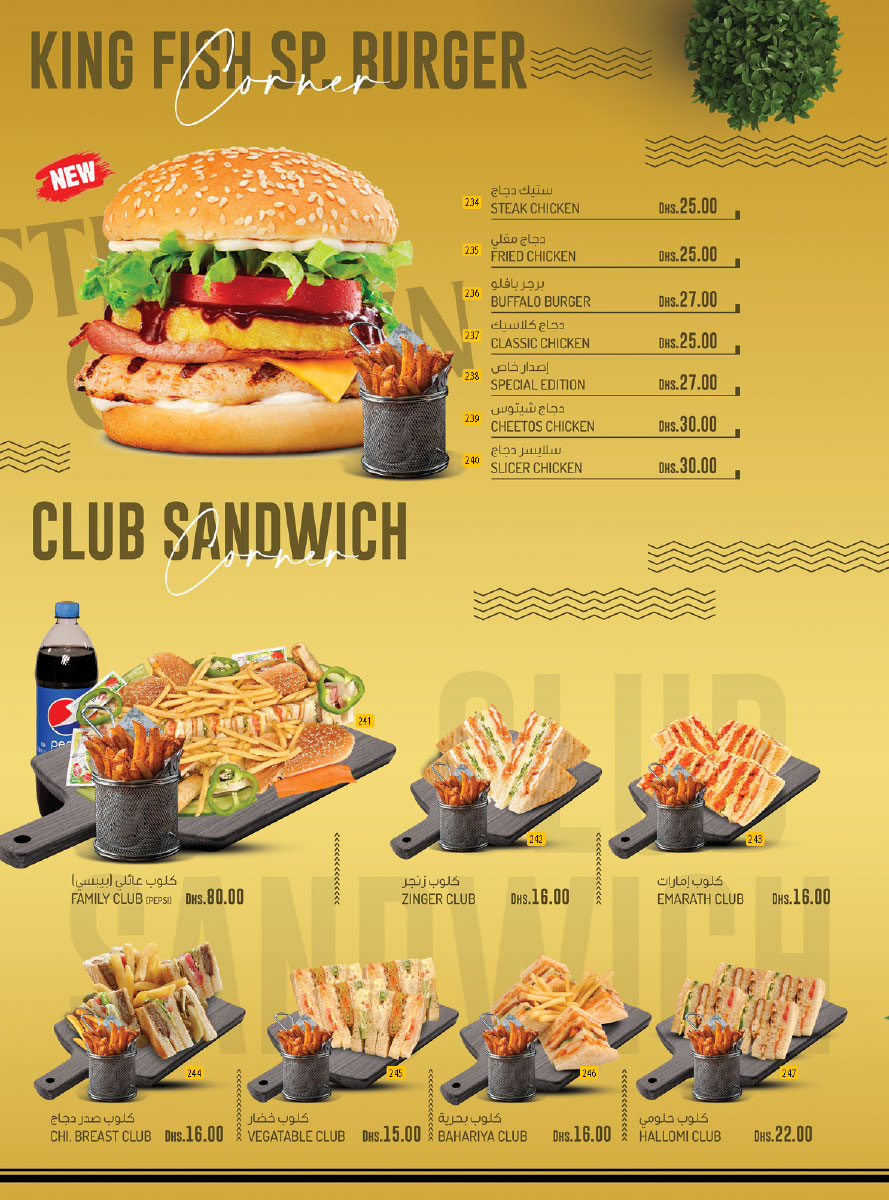 KING FISH SP. BURGER
Corner
NEW
234 ستيك دجاج
STEAK CHICKEN DHS.25.00
235 دجاج مقلي
FRIED CHICKEN DHS.25.00
236 برجر بافلو
BUFFALO BURGER DHS.27.00
237 دجاج كلاسيك
CLASSIC CHICKEN DHS.25.00
238 إصدار خاص
SPECIAL EDITION DHS.27.00
239 دجاج شيتوس
CHEETOS CHICKEN DHS.30.00
240 سلايسر دجاج
SLICER CHICKEN DHS.30.00
CLUB SANDWICH
Corner
CLUB
SANDWICH
241
242
243
كلوب عائلي (بيبسي)
FAMILY CLUB (PEPSI) DHS.80.00
كلوب زنجر
ZINGER CLUB DHS.16.00
كلوب إمارات
EMARATH CLUB DHS.16.00
244
245
246
247
كلوب صدر دجاج
CHI. BREAST CLUB DHS.16.00
كلوب خضار
VEGATABLE CLUB DHS.15.00
كلوب بحرية
BAHARIYA CLUB DHS.16.00
كلوب حلومي
HALLOMI CLUB DHS.22.00